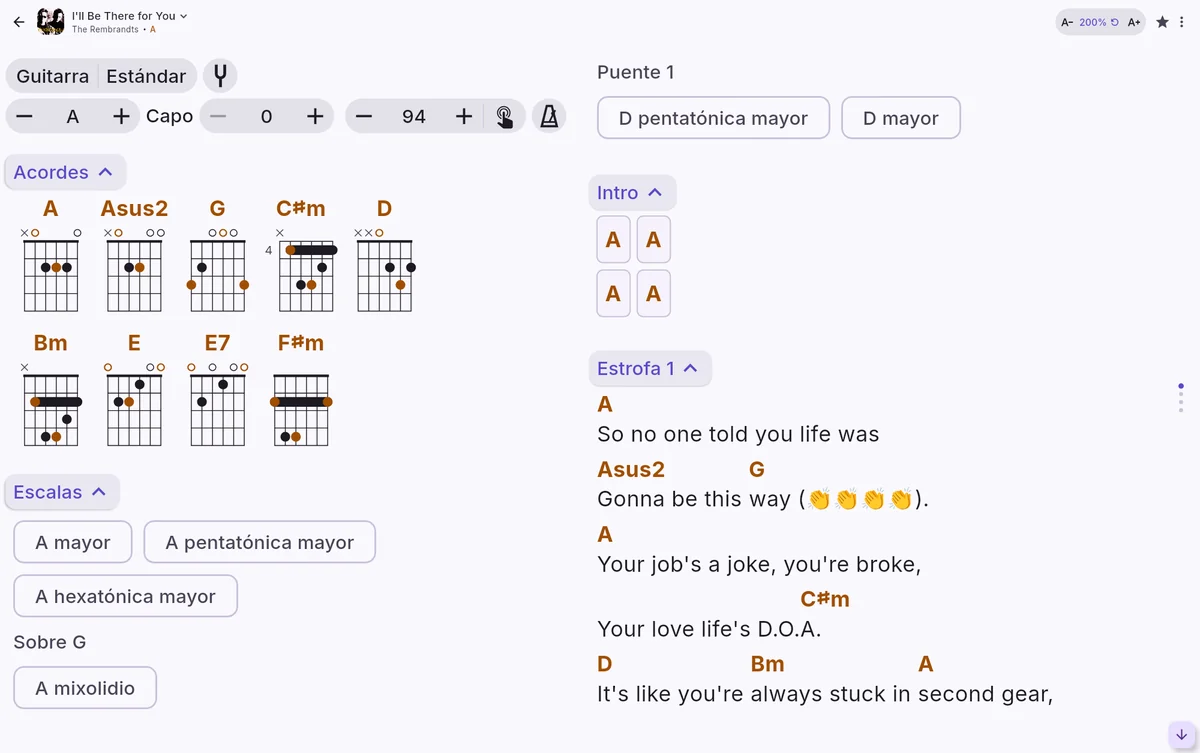 I'll Be There for You
The Rembrandts • A
A- 200% A+
Guitarra Estándar
− A + Capo − 0 + − 94 +
Acordes
A Asus2 G C♯m D
4
Bm E E7 F♯m
Escalas
A mayor A pentatónica mayor
A hexatónica mayor
Sobre G
A mixolidio
Puente 1
D pentatónica mayor D mayor
Intro
A A
A A
Estrofa 1
A
So no one told you life was
Asus2 G
Gonna be this way (👏👏👏👏).
A
Your job's a joke, you're broke,
C♯m
Your love life's D.O.A.
D Bm A
It's like you're always stuck in second gear,